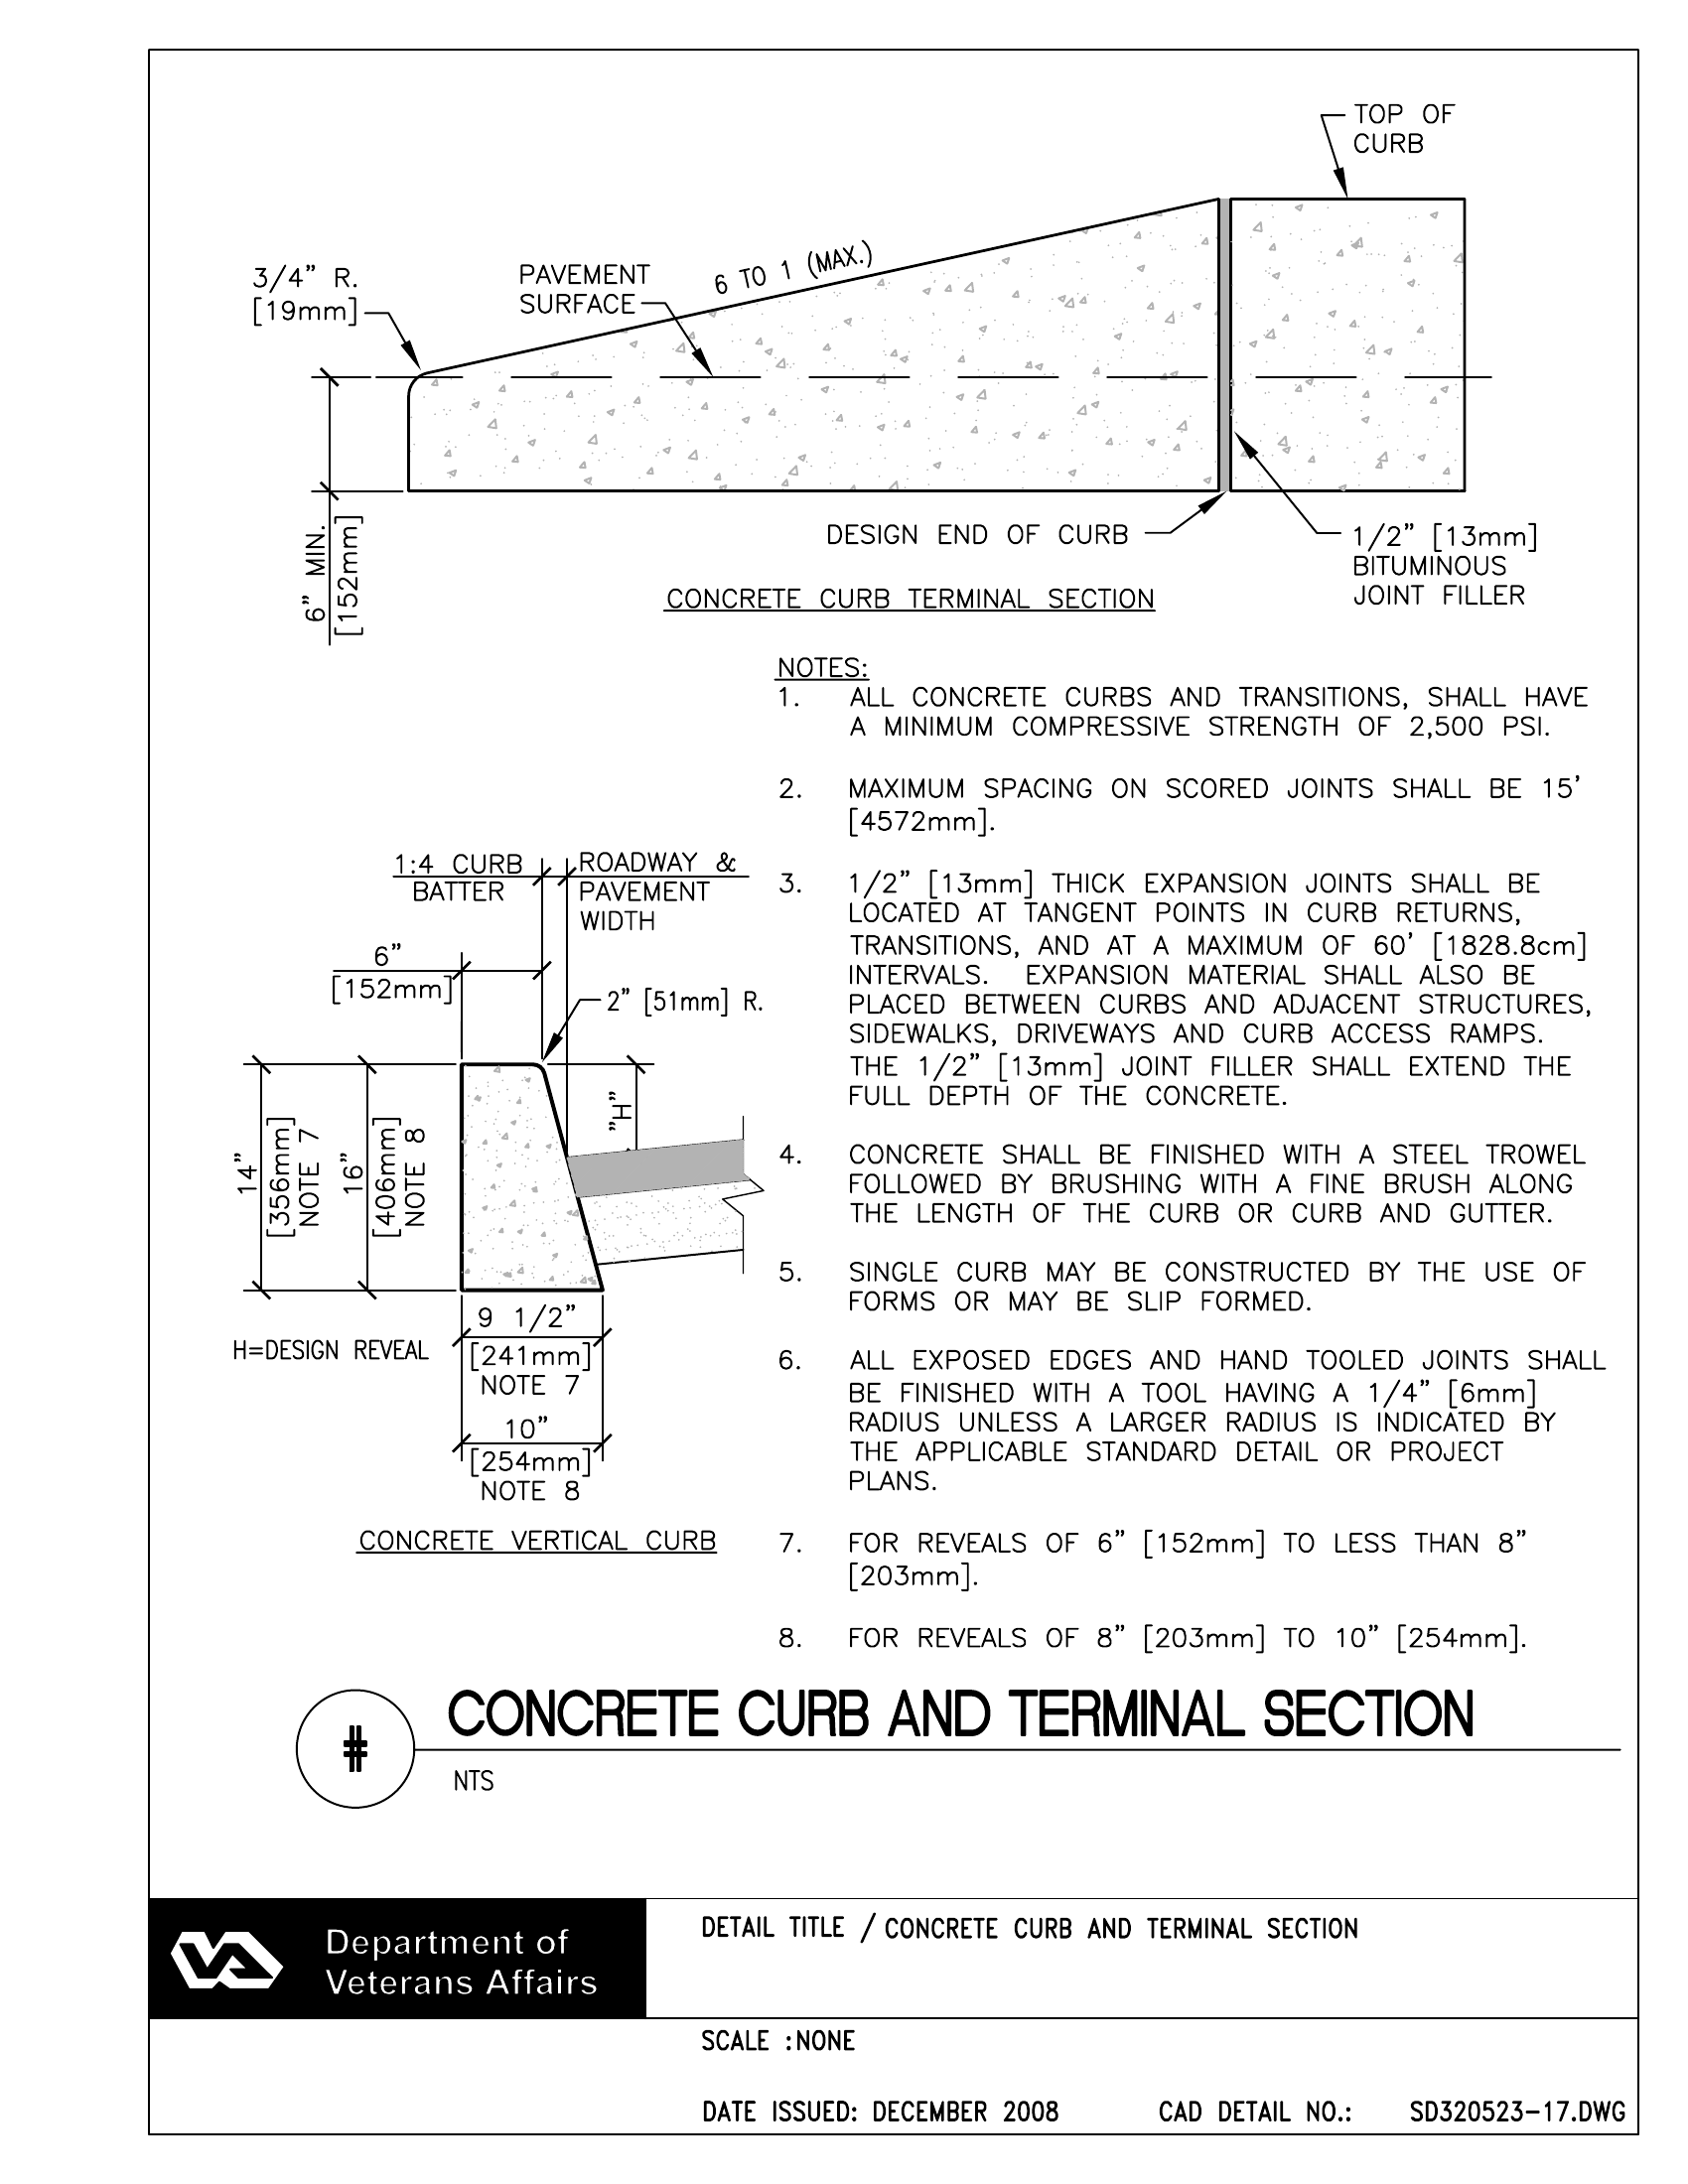 TOP OF
CURB
6 TO 1 (MAX.)
3/4" R.
[19mm]
PAVEMENT
SURFACE
6" MIN.
[152mm]
DESIGN END OF CURB
1/2" [13mm]
BITUMINOUS
JOINT FILLER
CONCRETE CURB TERMINAL SECTION
NOTES:
1. ALL CONCRETE CURBS AND TRANSITIONS, SHALL HAVE
A MINIMUM COMPRESSIVE STRENGTH OF 2,500 PSI.
2. MAXIMUM SPACING ON SCORED JOINTS SHALL BE 15'
[4572mm].
3. 1/2" [13mm] THICK EXPANSION JOINTS SHALL BE
LOCATED AT TANGENT POINTS IN CURB RETURNS,
TRANSITIONS, AND AT A MAXIMUM OF 60' [1828.8cm]
INTERVALS. EXPANSION MATERIAL SHALL ALSO BE
PLACED BETWEEN CURBS AND ADJACENT STRUCTURES,
SIDEWALKS, DRIVEWAYS AND CURB ACCESS RAMPS.
THE 1/2" [13mm] JOINT FILLER SHALL EXTEND THE
FULL DEPTH OF THE CONCRETE.
4. CONCRETE SHALL BE FINISHED WITH A STEEL TROWEL
FOLLOWED BY BRUSHING WITH A FINE BRUSH ALONG
THE LENGTH OF THE CURB OR CURB AND GUTTER.
5. SINGLE CURB MAY BE CONSTRUCTED BY THE USE OF
FORMS OR MAY BE SLIP FORMED.
6. ALL EXPOSED EDGES AND HAND TOOLED JOINTS SHALL
BE FINISHED WITH A TOOL HAVING A 1/4" [6mm]
RADIUS UNLESS A LARGER RADIUS IS INDICATED BY
THE APPLICABLE STANDARD DETAIL OR PROJECT
PLANS.
7. FOR REVEALS OF 6" [152mm] TO LESS THAN 8"
[203mm].
8. FOR REVEALS OF 8" [203mm] TO 10" [254mm].
1:4 CURB
BATTER
ROADWAY &
PAVEMENT
WIDTH
6"
[152mm]
2" [51mm] R.
"H"
14"
[356mm]
NOTE 7
16"
[406mm]
NOTE 8
H=DESIGN REVEAL
9 1/2"
[241mm]
NOTE 7
10"
[254mm]
NOTE 8
CONCRETE VERTICAL CURB
#
CONCRETE CURB AND TERMINAL SECTION
NTS
VA
Department of
Veterans Affairs
DETAIL TITLE / CONCRETE CURB AND TERMINAL SECTION
SCALE :NONE
DATE ISSUED: DECEMBER 2008 CAD DETAIL NO.: SD320523-17.DWG